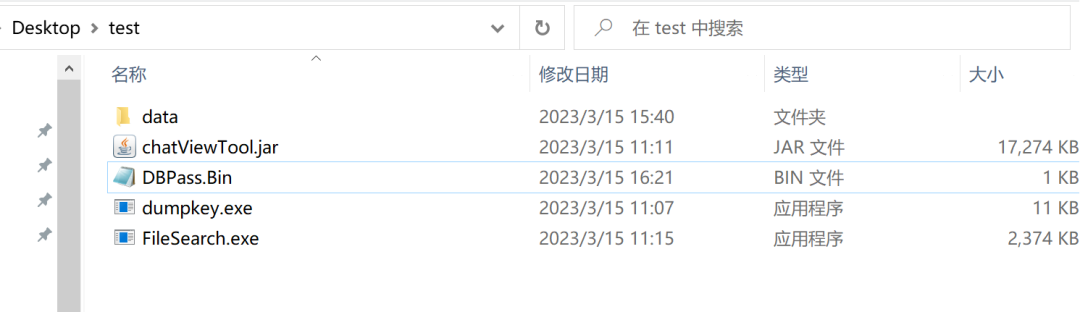 Desktop test 在 test 中搜索
名称 修改日期 类型 大小
data 2023/3/15 15:40 文件夹
chatViewTool.jar 2023/3/15 11:11 JAR 文件 17,274 KB
DBPass.Bin 2023/3/15 16:21 BIN 文件 1 KB
dumpkey.exe 2023/3/15 11:07 应用程序 11 KB
FileSearch.exe 2023/3/15 11:15 应用程序 2,374 KB